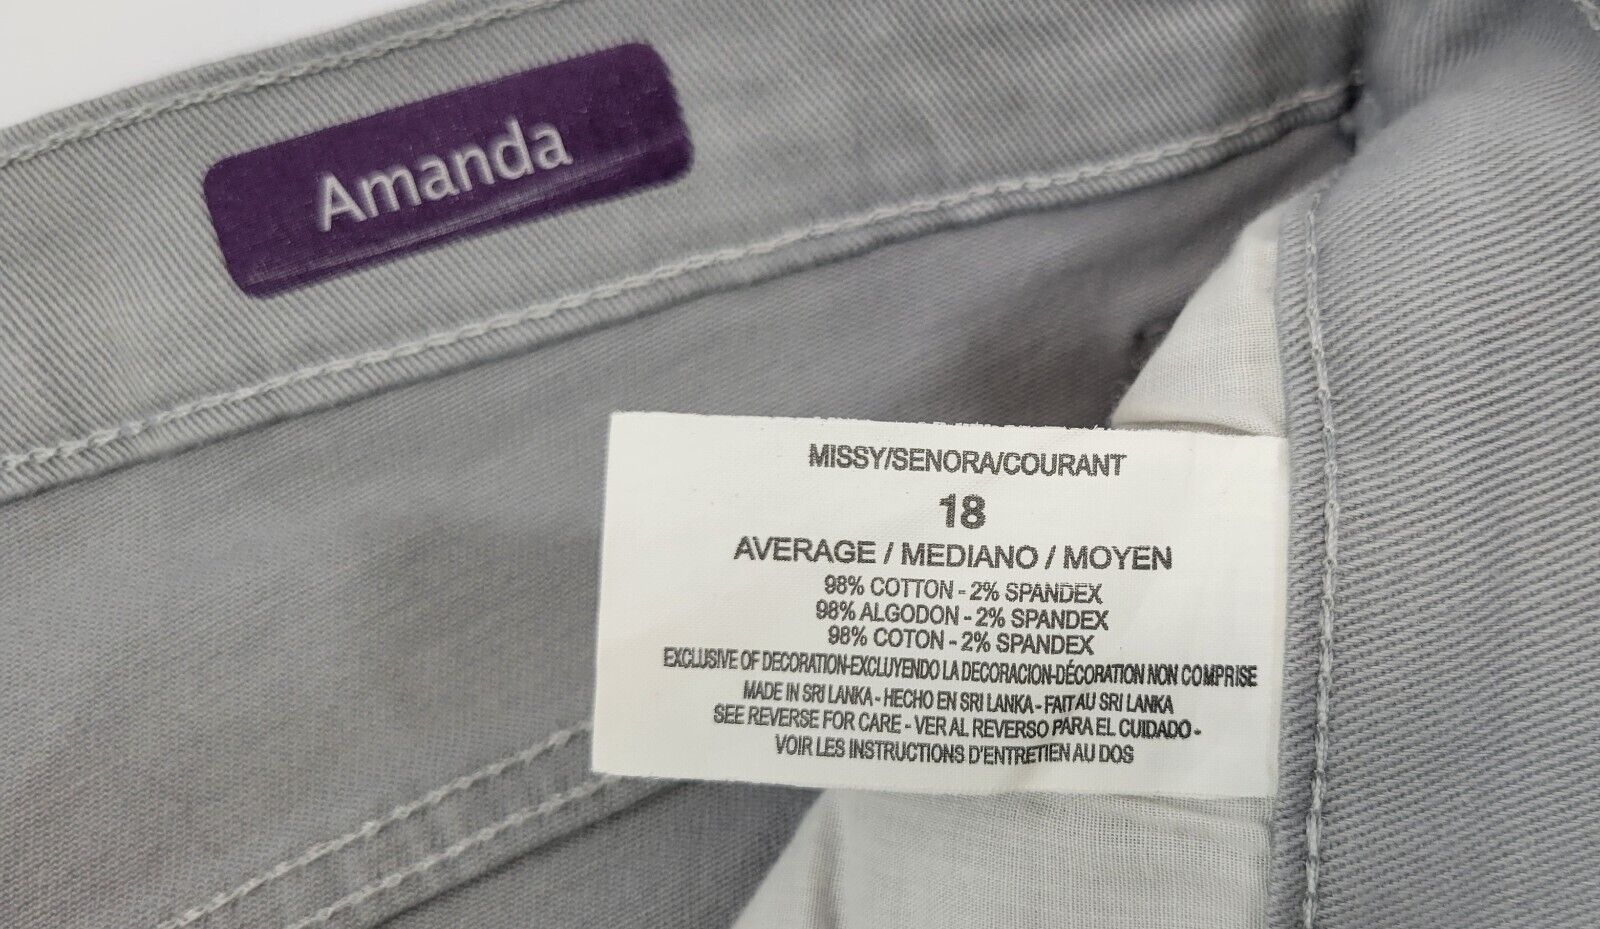 Amanda
MISSY/SENORA/COURANT
18
AVERAGE / MEDIANO / MOYEN
98% COTTON - 2% SPANDEX
98% ALGODON - 2% SPANDEX
98% COTON - 2% SPANDEX
EXCLUSIVE OF DECORATION-EXCLUYENDO LA DECORACION-DÉCORATION NON COMPRISE
MADE IN SRI LANKA - HECHO EN SRI LANKA - FAIT AU SRI LANKA
SEE REVERSE FOR CARE - VER AL REVERSO PARA EL CUIDADO -
VOIR LES INSTRUCTIONS D'ENTRETIEN AU DOS